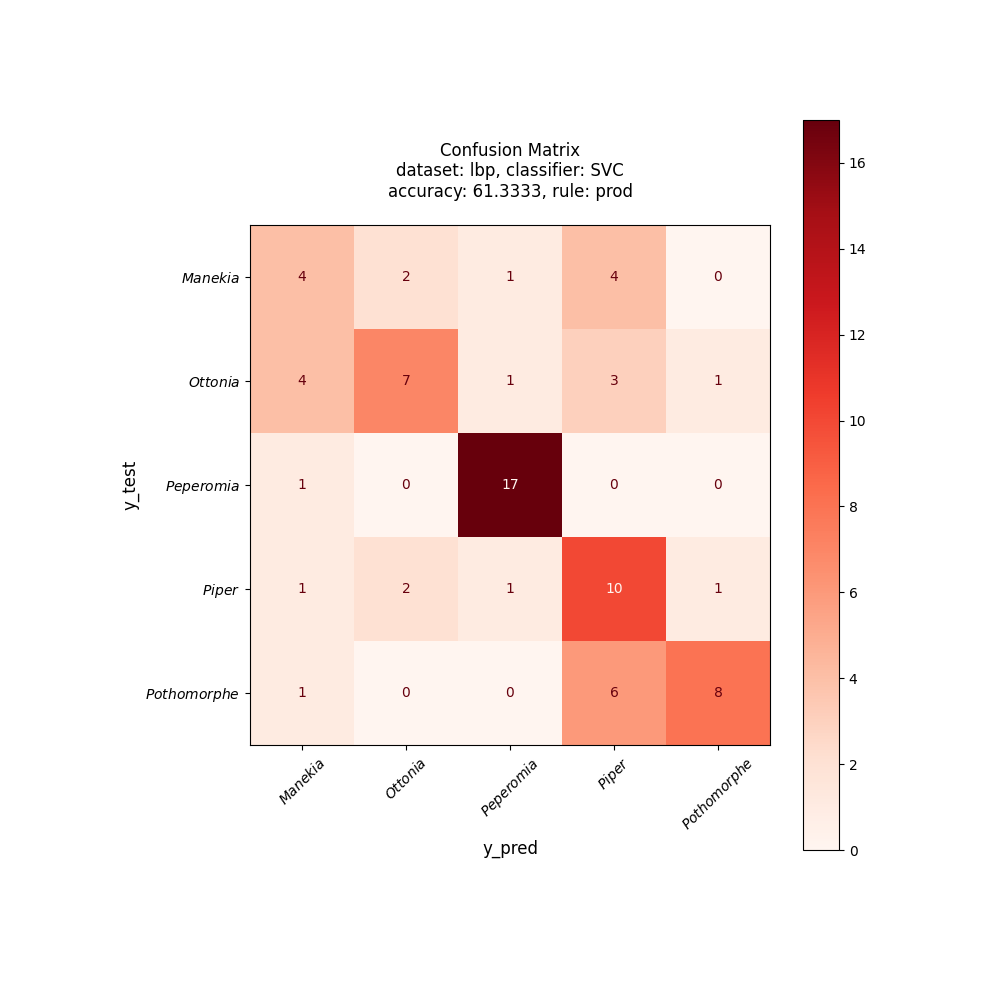 Confusion Matrix
dataset: lbp, classifier: SVC
accuracy: 61.3333, rule: prod
Manekia 4 2 1 4 0
Ottonia 4 7 1 3 1
Peperomia 1 0 17 0 0
Piper 1 2 1 10 1
Pothomorphe 1 0 0 6 8
y_test
Manekia Ottonia Peperomia Piper Pothomorphe
y_pred
16
14
12
10
8
6
4
2
0